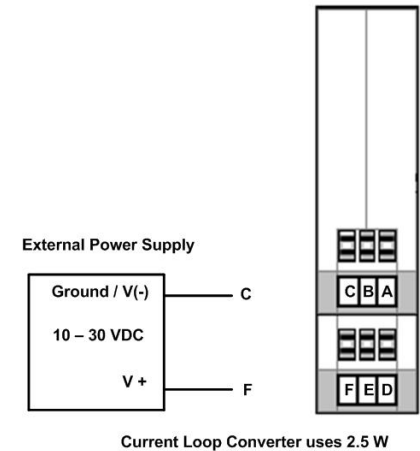 External Power Supply
Ground / V(-)
C
10 – 30 VDC
V +
F
C B A
F E D
Current Loop Converter uses 2.5 W